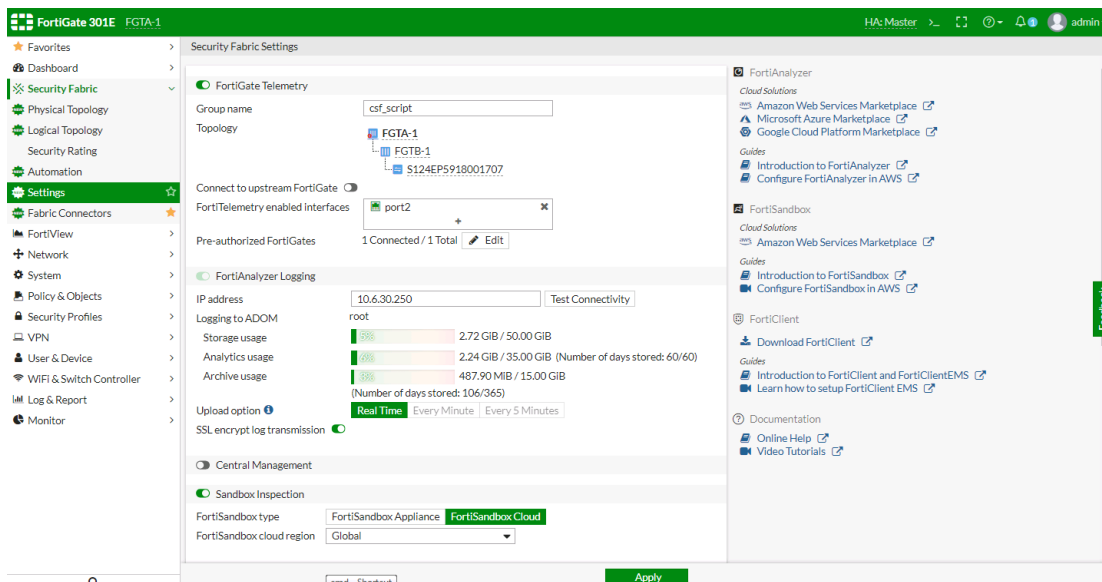 FortiGate 301E FGTA-1
HA: Master >_ admin
Favorites
Dashboard
Security Fabric
Physical Topology
Logical Topology
Security Rating
Automation
Settings
Fabric Connectors
FortiView
Network
System
Policy & Objects
Security Profiles
VPN
User & Device
WiFi & Switch Controller
Log & Report
Monitor
Security Fabric Settings
FortiGate Telemetry
Group name csf_script
Topology FGTA-1
FGTB-1
S124EP5918001707
Connect to upstream FortiGate
FortiTelemetry enabled interfaces port2
+
Pre-authorized FortiGates 1 Connected / 1 Total Edit
FortiAnalyzer Logging
IP address 10.6.30.250 Test Connectivity
Logging to ADOM root
Storage usage 5% 2.72 GiB / 50.00 GiB
Analytics usage 6% 2.24 GiB / 35.00 GiB (Number of days stored: 60/60)
Archive usage 3% 487.90 MiB / 15.00 GiB
(Number of days stored: 106/365)
Upload option Real Time Every Minute Every 5 Minutes
SSL encrypt log transmission
Central Management
Sandbox Inspection
FortiSandbox type FortiSandbox Appliance FortiSandbox Cloud
FortiSandbox cloud region Global
Apply
FortiAnalyzer
Cloud Solutions
Amazon Web Services Marketplace
Microsoft Azure Marketplace
Google Cloud Platform Marketplace
Guides
Introduction to FortiAnalyzer
Configure FortiAnalyzer in AWS
FortiSandbox
Cloud Solutions
Amazon Web Services Marketplace
Guides
Introduction to FortiSandbox
Configure FortiSandbox in AWS
FortiClient
Download FortiClient
Guides
Introduction to FortiClient and FortiClientEMS
Learn how to setup FortiClient EMS
Documentation
Online Help
Video Tutorials